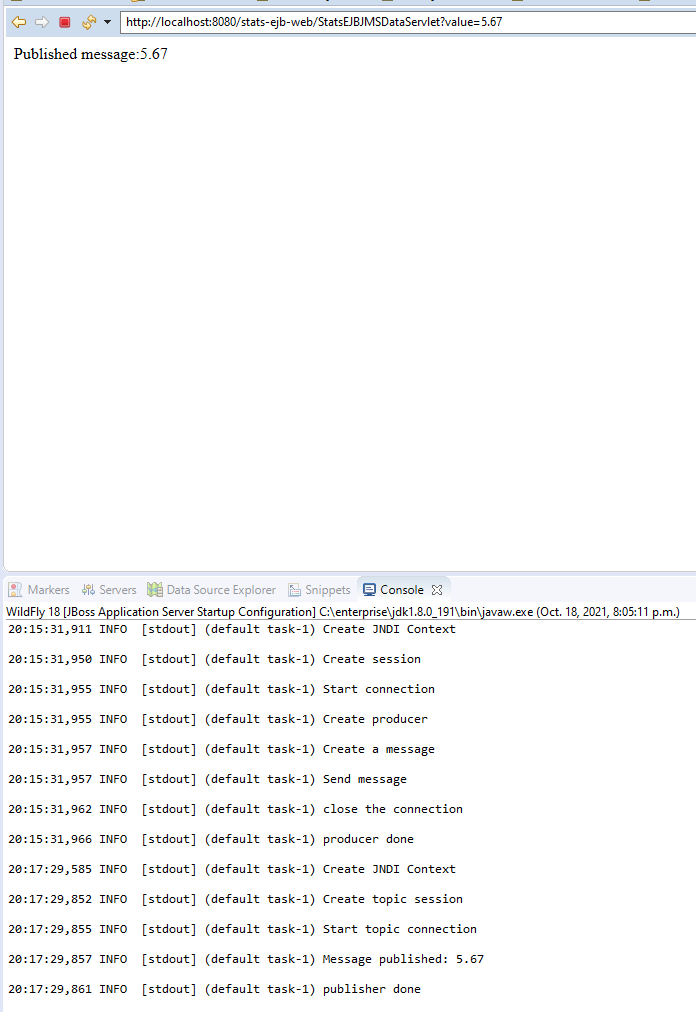 http://localhost:8080/stats-ejb-web/StatsEJBJMSDataServlet?value=5.67
Published message:5.67
Markers Servers Data Source Explorer Snippets Console
WildFly 18 [JBoss Application Server Startup Configuration] C:\enterprise\jdk1.8.0_191\bin\javaw.exe (Oct. 18, 2021, 8:05:11 p.m.)
20:15:31,911 INFO  [stdout] (default task-1) Create JNDI Context
20:15:31,950 INFO  [stdout] (default task-1) Create session
20:15:31,955 INFO  [stdout] (default task-1) Start connection
20:15:31,955 INFO  [stdout] (default task-1) Create producer
20:15:31,957 INFO  [stdout] (default task-1) Create a message
20:15:31,957 INFO  [stdout] (default task-1) Send message
20:15:31,962 INFO  [stdout] (default task-1) close the connection
20:15:31,966 INFO  [stdout] (default task-1) producer done
20:17:29,585 INFO  [stdout] (default task-1) Create JNDI Context
20:17:29,852 INFO  [stdout] (default task-1) Create topic session
20:17:29,855 INFO  [stdout] (default task-1) Start topic connection
20:17:29,857 INFO  [stdout] (default task-1) Message published: 5.67
20:17:29,861 INFO  [stdout] (default task-1) publisher done